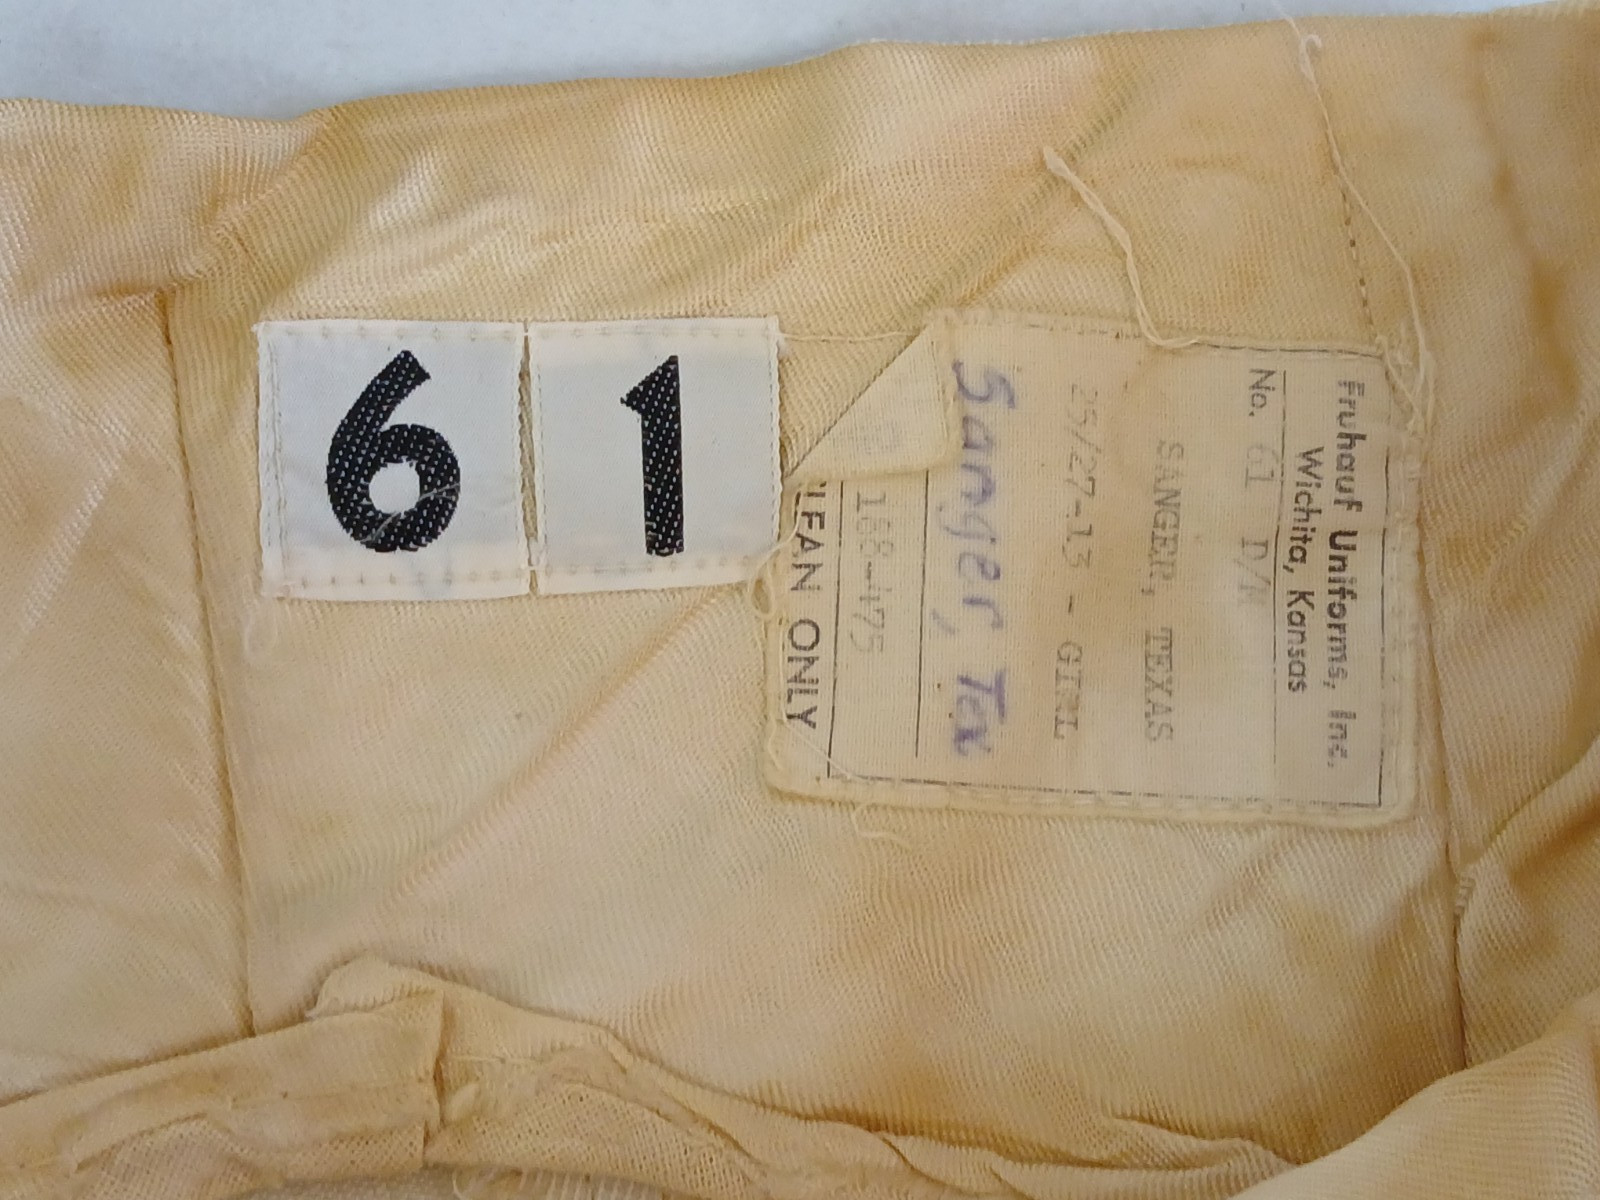 61
Fruhauf Uniforms, Inc.
Wichita, Kansas
No. 61 D/M
SANGER, TEXAS
25/27-13 - GIRL
Sanger, Tex
168-475
CLEAN ONLY